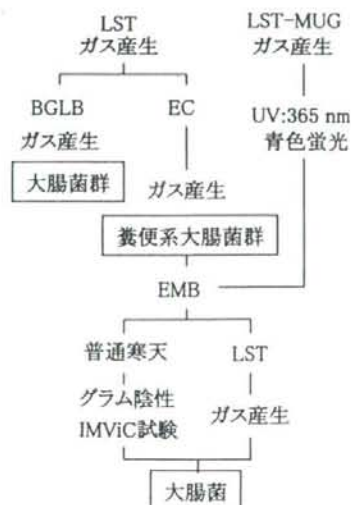 LST
ガス産生
LST-MUG
ガス産生
BGLB
ガス産生
大腸菌群
EC
ガス産生
糞便系大腸菌群
UV:365 nm
青色蛍光
EMB
普通寒天
グラム陰性
IMViC試験
LST
ガス産生
大腸菌